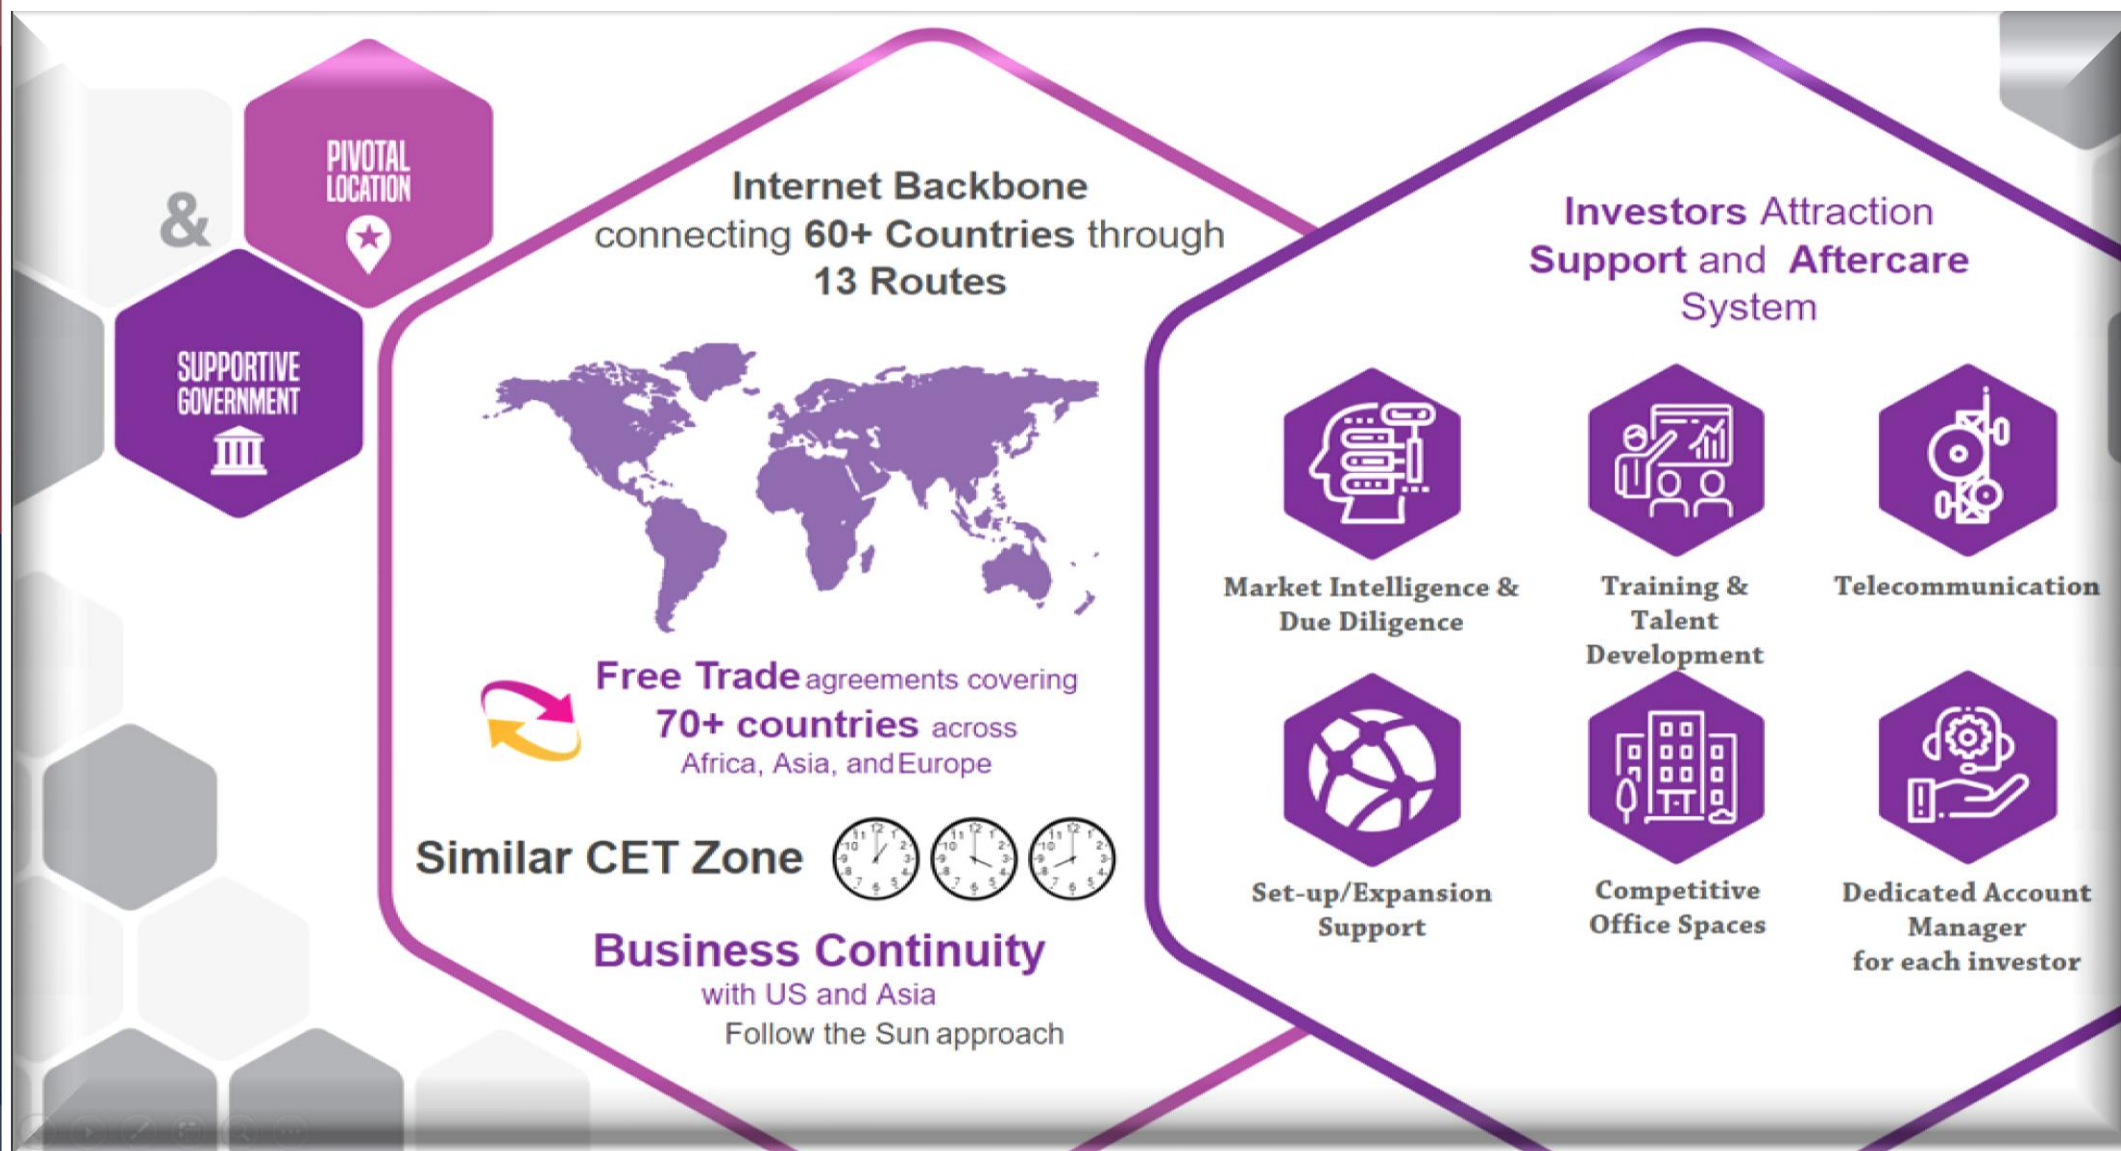 PIVOTAL
LOCATION
&
SUPPORTIVE
GOVERNMENT
Internet Backbone
connecting 60+ Countries through
13 Routes
Free Trade agreements covering
70+ countries across
Africa, Asia, and Europe
Similar CET Zone
Business Continuity
with US and Asia
Follow the Sun approach
Investors Attraction
Support and Aftercare
System
Market Intelligence &
Due Diligence
Training &
Talent
Development
Telecommunication
Set-up/Expansion
Support
Competitive
Office Spaces
Dedicated Account
Manager
for each investor